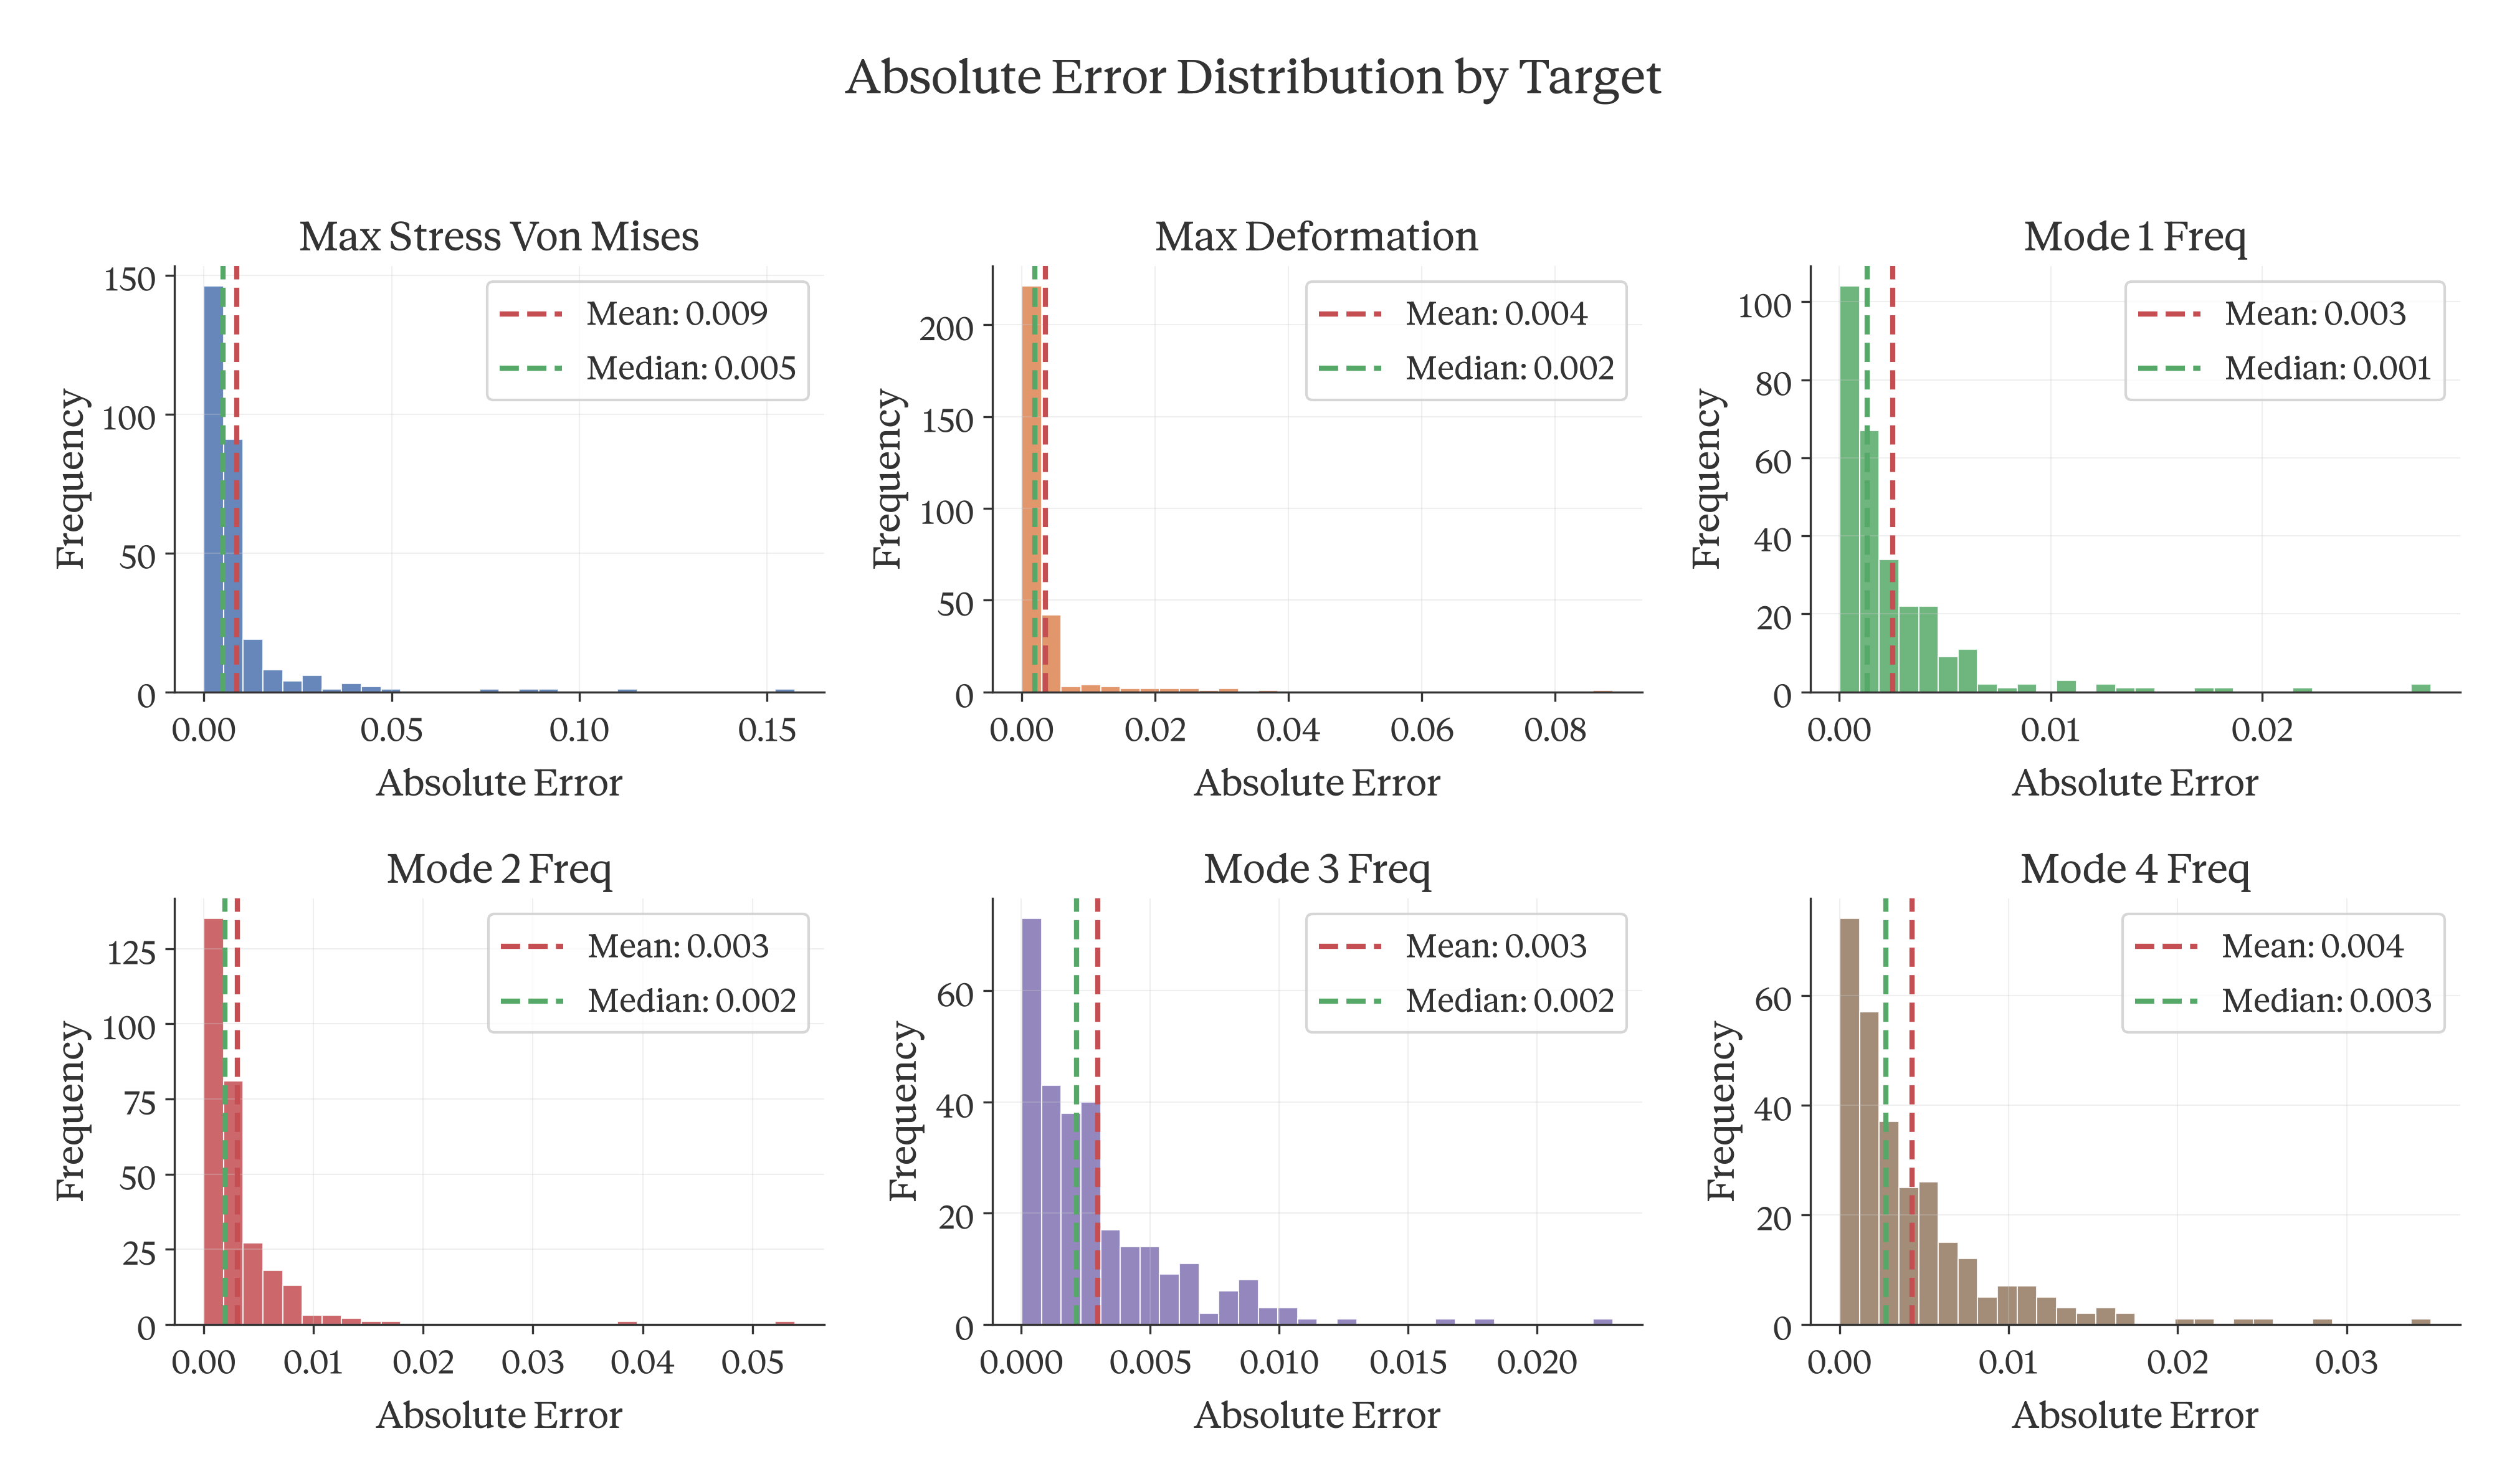 Absolute Error Distribution by Target
Max Stress Von Mises
Frequency
150
100
50
0
Mean: 0.009
Median: 0.005
0.00 0.05 0.10 0.15
Absolute Error
Max Deformation
Frequency
200
150
100
50
0
Mean: 0.004
Median: 0.002
0.00 0.02 0.04 0.06 0.08
Absolute Error
Mode 1 Freq
Frequency
100
80
60
40
20
0
Mean: 0.003
Median: 0.001
0.00 0.01 0.02
Absolute Error
Mode 2 Freq
Frequency
125
100
75
50
25
0
Mean: 0.003
Median: 0.002
0.00 0.01 0.02 0.03 0.04 0.05
Absolute Error
Mode 3 Freq
Frequency
60
40
20
0
Mean: 0.003
Median: 0.002
0.000 0.005 0.010 0.015 0.020
Absolute Error
Mode 4 Freq
Frequency
60
40
20
0
Mean: 0.004
Median: 0.003
0.00 0.01 0.02 0.03
Absolute Error